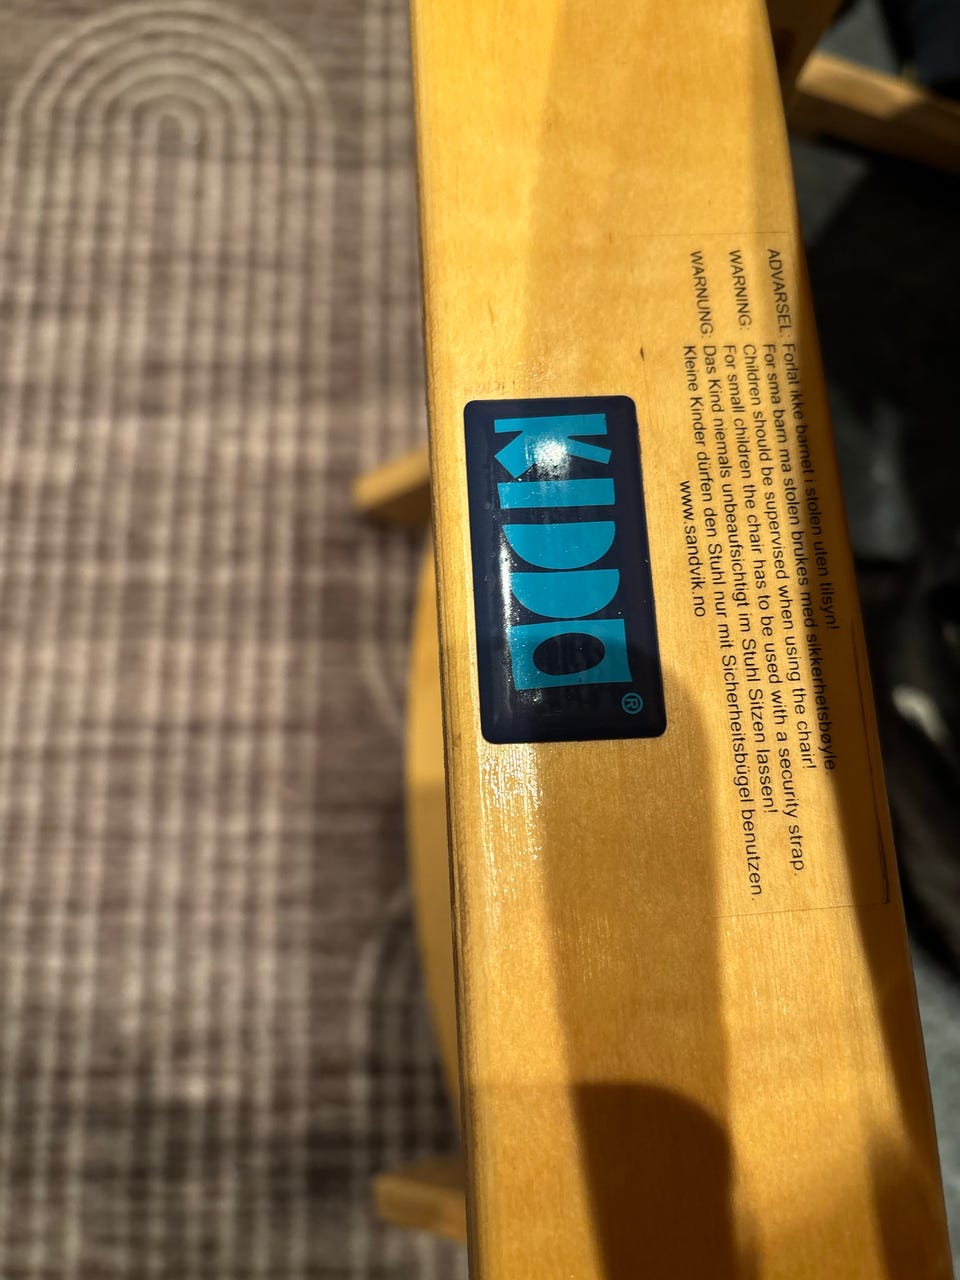 ADVARSEL: Forlat ikke barnet i stolen uten tilsyn!
For sma barn ma stolen brukes med sikkerhetsbøyle.
WARNING: Children should be supervised when using the chair!
For small children the chair has to be used with a security strap.
WARNUNG: Das Kind niemals unbeaufsichtigt im Stuhl Sitzen lassen!
Kleine Kinder dürfen den Stuhl nur mit Sicherheitsbügel benutzen.
www.sandvik.no
KIDDO®